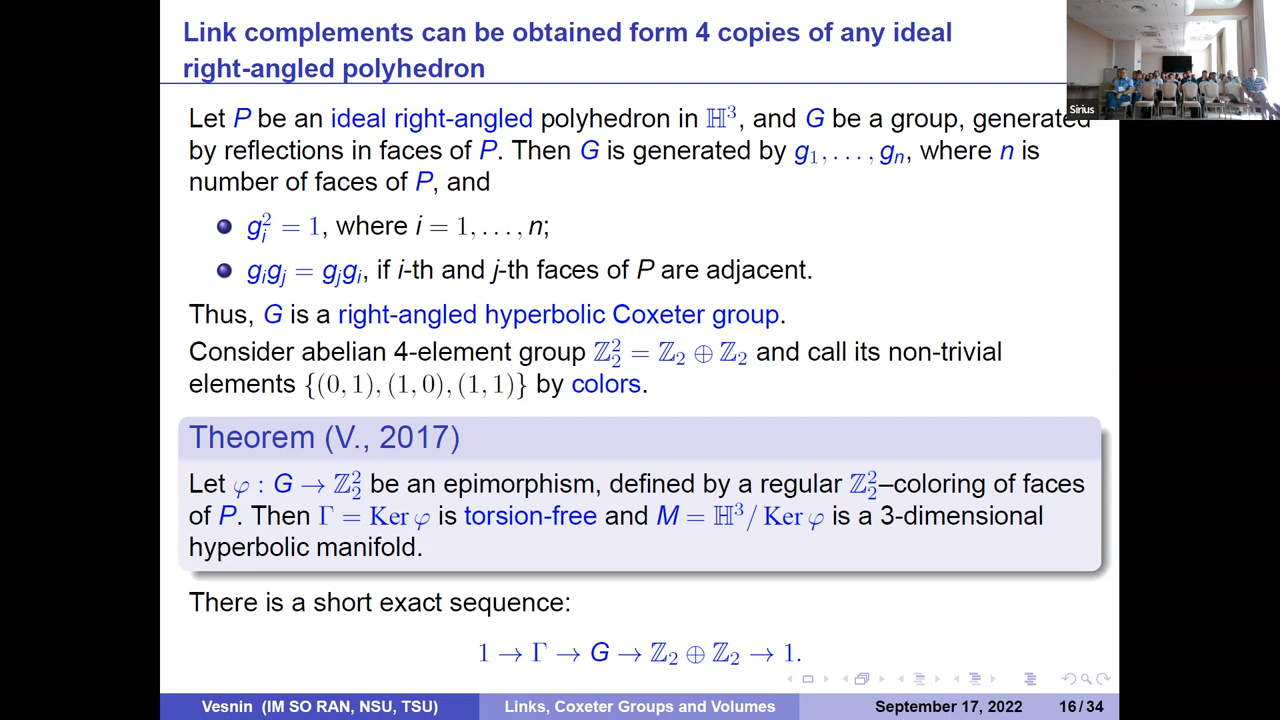 Link complements can be obtained form 4 copies of any ideal
right-angled polyhedron
Sirius
Let P be an ideal right-angled polyhedron in ℍ³, and G be a group, generated
by reflections in faces of P. Then G is generated by g₁, . . . , gₙ, where n is
number of faces of P, and
gᵢ² = 1, where i = 1, . . . , n;
gᵢgⱼ = gⱼgᵢ, if i-th and j-th faces of P are adjacent.
Thus, G is a right-angled hyperbolic Coxeter group.
Consider abelian 4-element group ℤ₂² = ℤ₂ ⊕ ℤ₂ and call its non-trivial
elements {(0, 1), (1, 0), (1, 1)} by colors.
Theorem (V., 2017)
Let φ : G → ℤ₂² be an epimorphism, defined by a regular ℤ₂²–coloring of faces
of P. Then Γ = Ker φ is torsion-free and M = ℍ³/ Ker φ is a 3-dimensional
hyperbolic manifold.
There is a short exact sequence:
1 → Γ → G → ℤ₂ ⊕ ℤ₂ → 1.
Vesnin (IM SO RAN, NSU, TSU) Links, Coxeter Groups and Volumes September 17, 2022 16 / 34